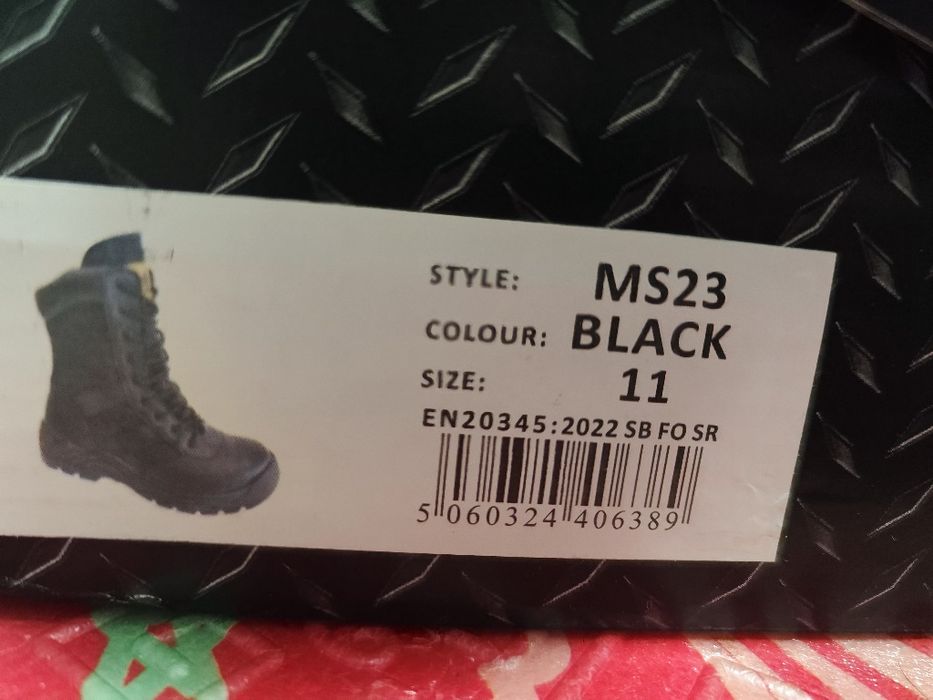 STYLE: MS23
COLOUR: BLACK
SIZE: 11
EN20345:2022 SB FO SR
5 060324 406389